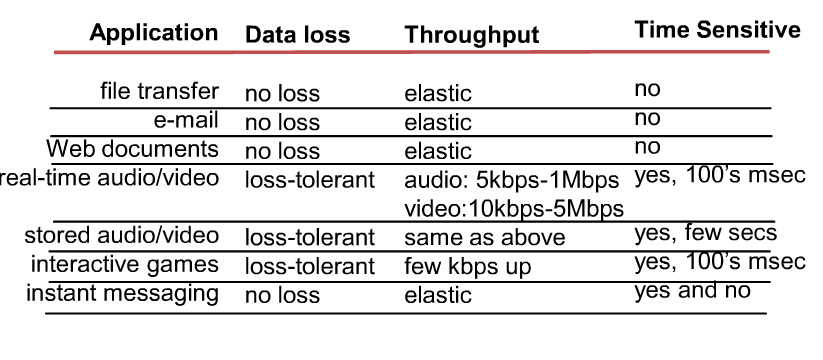 Application Data loss Throughput Time Sensitive
file transfer no loss elastic no
e-mail no loss elastic no
Web documents no loss elastic no
real-time audio/video loss-tolerant audio: 5kbps-1Mbps yes, 100's msec
video:10kbps-5Mbps
stored audio/video loss-tolerant same as above yes, few secs
interactive games loss-tolerant few kbps up yes, 100's msec
instant messaging no loss elastic yes and no